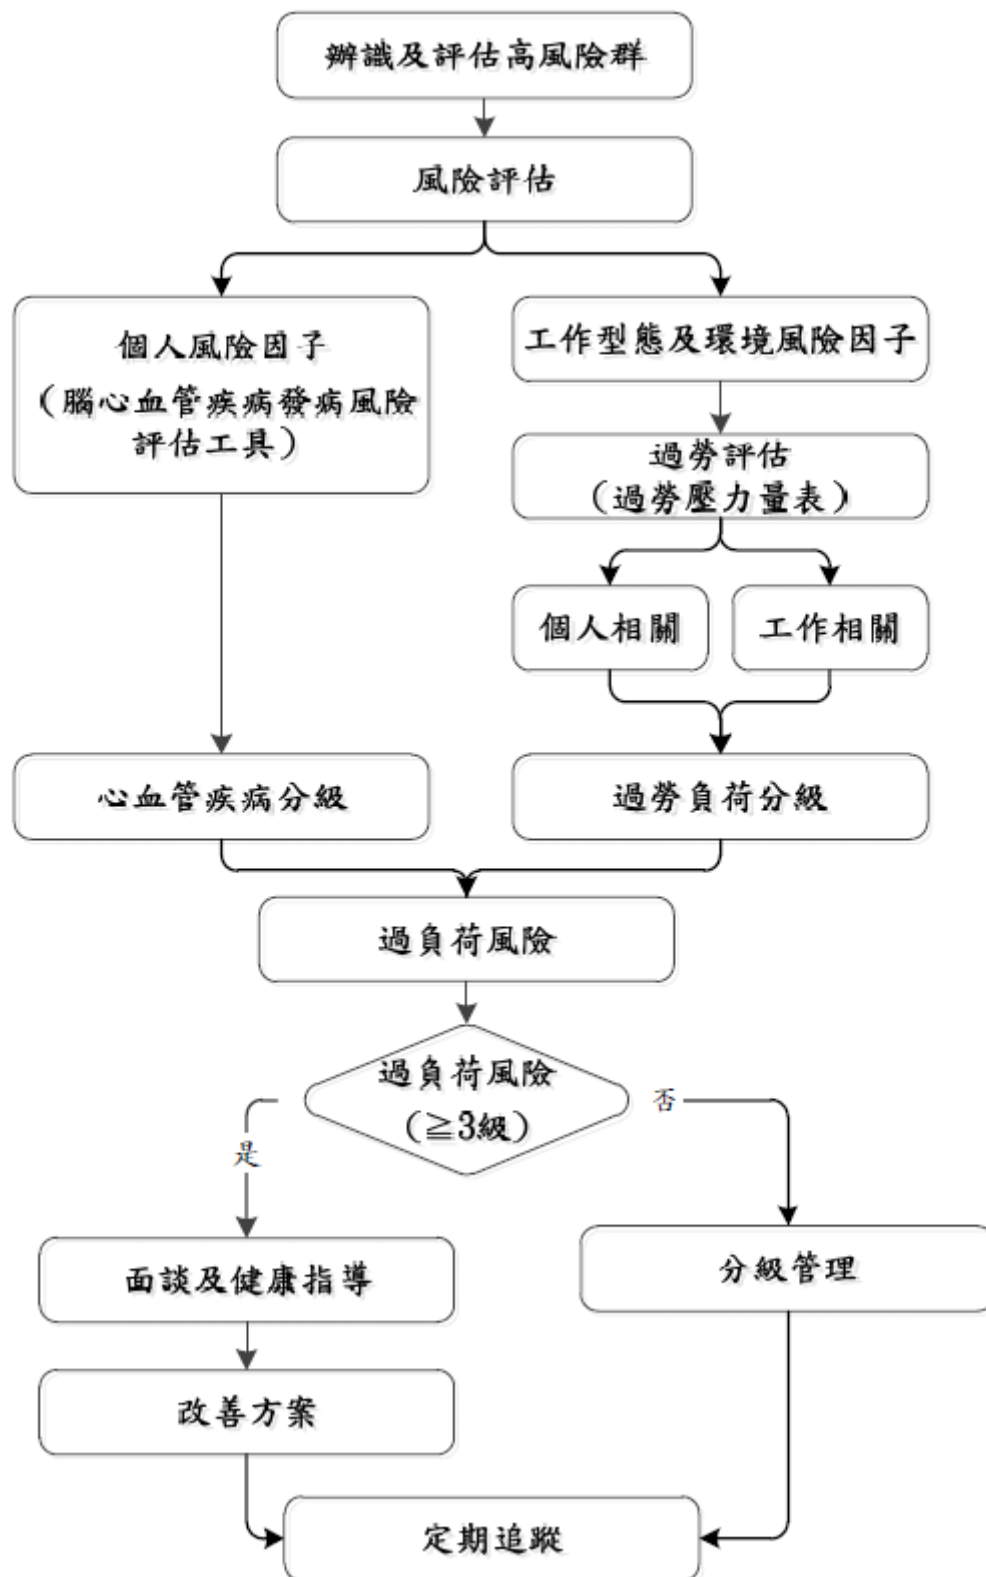 辨識及評估高風險群
風險評估
個人風險因子
（腦心血管疾病發病風險
評估工具）
工作型態及環境風險因子
過勞評估
（過勞壓力量表）
個人相關
工作相關
心血管疾病分級
過勞負荷分級
過負荷風險
過負荷風險
（≧3級）
是
否
面談及健康指導
分級管理
改善方案
定期追蹤